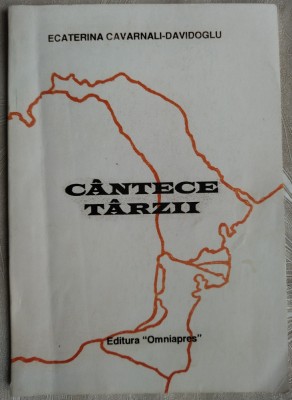 ECATERINA CAVARNALI-DAVIDOGLU
CÂNTECE
TÂRZII
Editura "Omniapres"